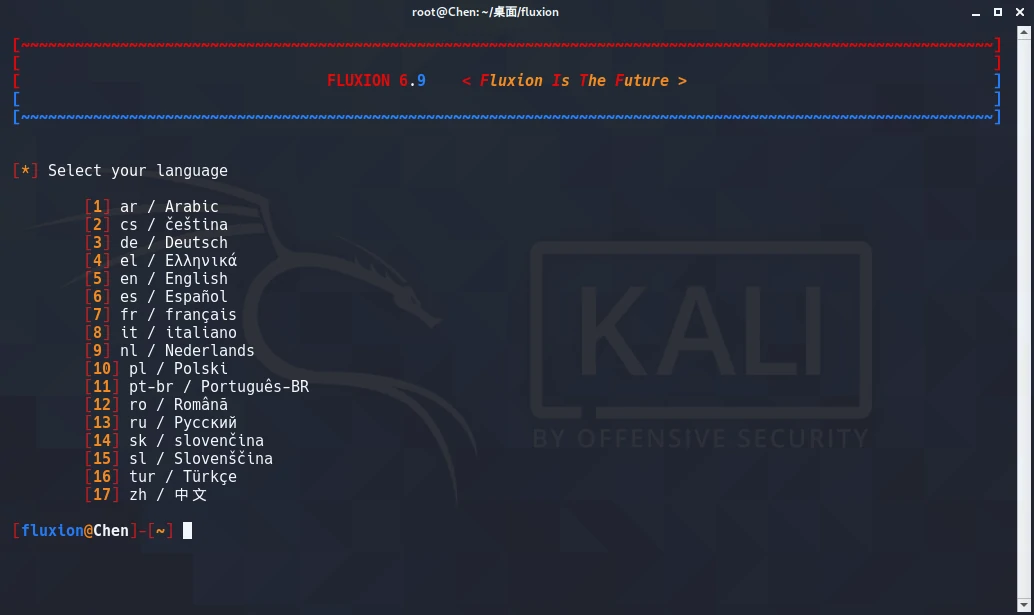 root@Chen: ~/桌面/fluxion
[~~~~~~~~~~~~~~~~~~~~~~~~~~~~~~~~~~~~~~~~~~~~~~~~~~~~~~~~~~~~~~~~~~~~~~~~~~~~~~~~~~~~~~~~~~~~~~~~~~~~~~~~~~~~]
[ ]
[ FLUXION 6.9 < Fluxion Is The Future > ]
[ ]
[~~~~~~~~~~~~~~~~~~~~~~~~~~~~~~~~~~~~~~~~~~~~~~~~~~~~~~~~~~~~~~~~~~~~~~~~~~~~~~~~~~~~~~~~~~~~~~~~~~~~~~~~~~~~]
[*] Select your language
[1] ar / Arabic
[2] cs / čeština
[3] de / Deutsch
[4] el / Ελληνικά
[5] en / English
[6] es / Español
[7] fr / français
[8] it / italiano
[9] nl / Nederlands
[10] pl / Polski
[11] pt-br / Português-BR
[12] ro / Română
[13] ru / Русский
[14] sk / slovenčina
[15] sl / Slovenščina
[16] tur / Türkçe
[17] zh / 中文
[fluxion@Chen]-[~]
KALI
BY OFFENSIVE SECURITY